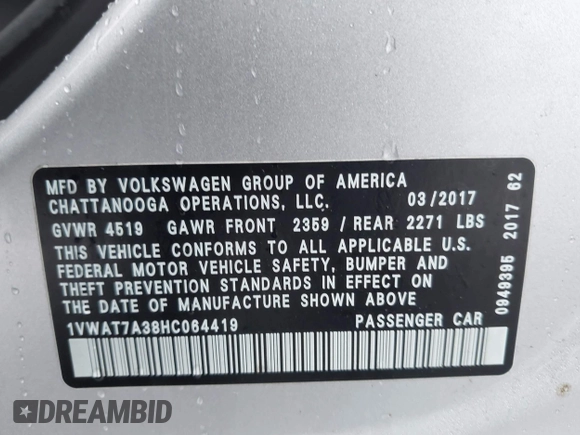 MFD BY VOLKSWAGEN GROUP OF AMERICA
CHATTANOOGA OPERATIONS, LLC. 03/2017
GVWR 4519 GAWR FRONT 2359 / REAR 2271 LBS
THIS VEHICLE CONFORMS TO ALL APPLICABLE U.S.
FEDERAL MOTOR VEHICLE SAFETY, BUMPER AND
THEFT PREVENTION STANDARDS IN EFFECT ON
THE DATE OF MANUFACTURE SHOWN ABOVE.
1VWAT7A38HC064419 PASSENGER CAR
0949395 2017 62
DREAMBID